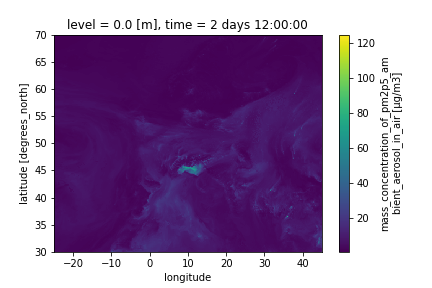 level = 0.0 [m], time = 2 days 12:00:00
70
65
60
55
50
45
40
35
30
latitude [degrees_north]
−20 −10 0 10 20 30 40
longitude
120
100
80
60
40
20
mass_concentration_of_pm2p5_am
bient_aerosol_in_air [µg/m3]